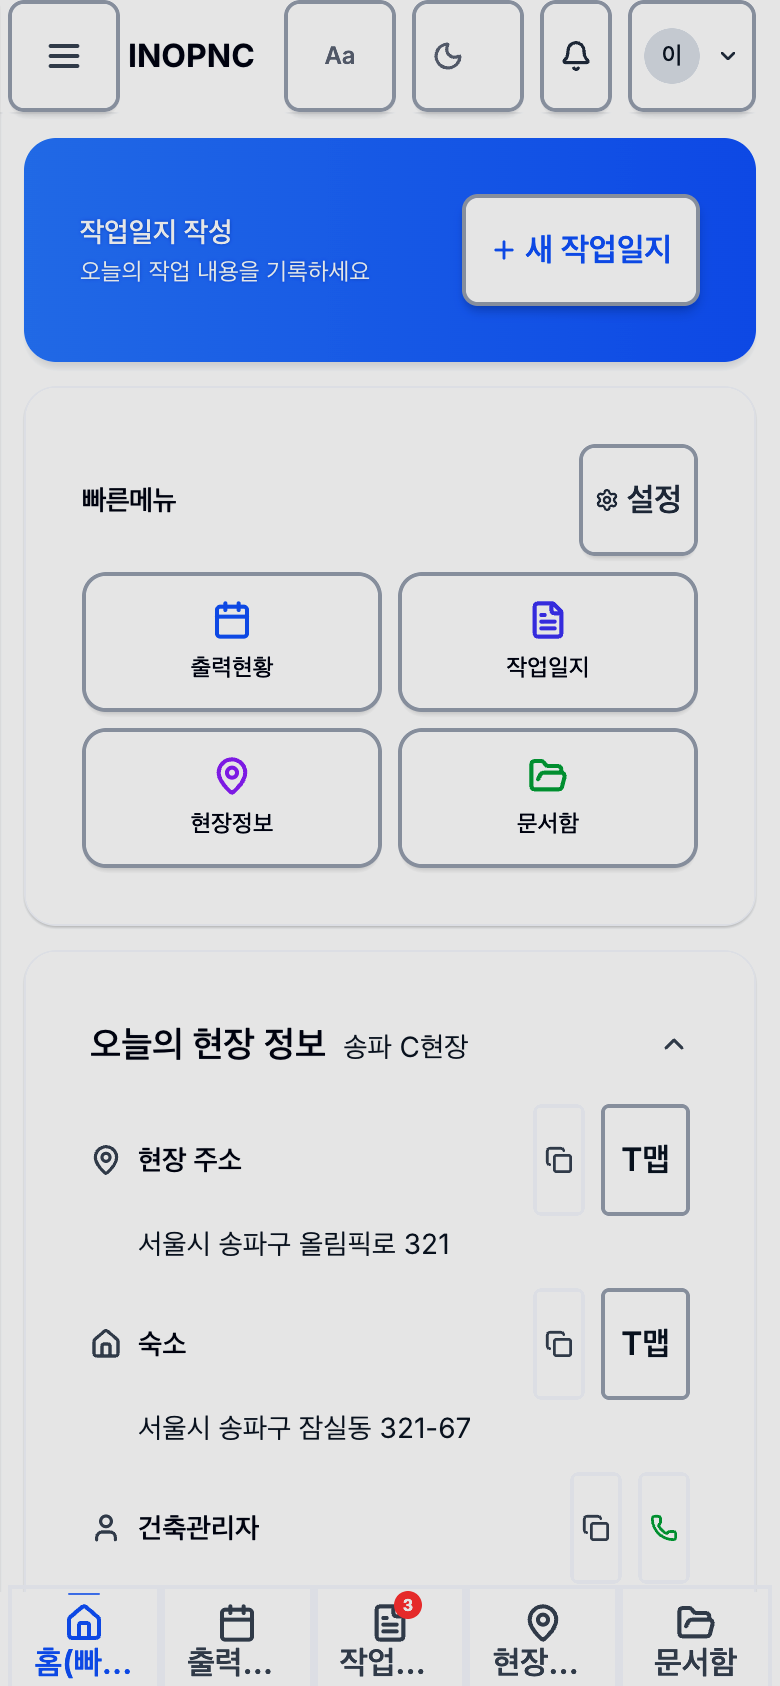 INOPNC
Aa
이
작업일지 작성
오늘의 작업 내용을 기록하세요
+ 새 작업일지
빠른메뉴
설정
출력현황
작업일지
현장정보
문서함
오늘의 현장 정보 송파 C현장
현장 주소
T맵
서울시 송파구 올림픽로 321
숙소
T맵
서울시 송파구 잠실동 321-67
건축관리자
3
홈(빠...
출력...
작업...
현장...
문서함